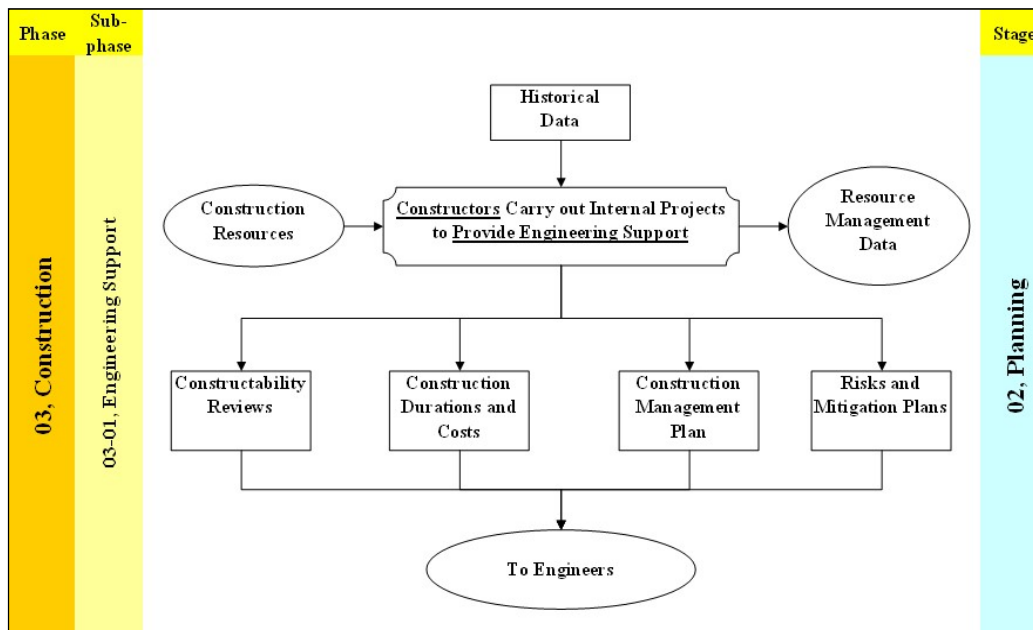 Phase
Sub-
phase
Stage
03, Construction
03-01, Engineering Support
02, Planning
Historical
Data
Construction
Resources
Constructors Carry out Internal Projects
to Provide Engineering Support
Resource
Management
Data
Constructability
Reviews
Construction
Durations and
Costs
Construction
Management
Plan
Risks and
Mitigation Plans
To Engineers